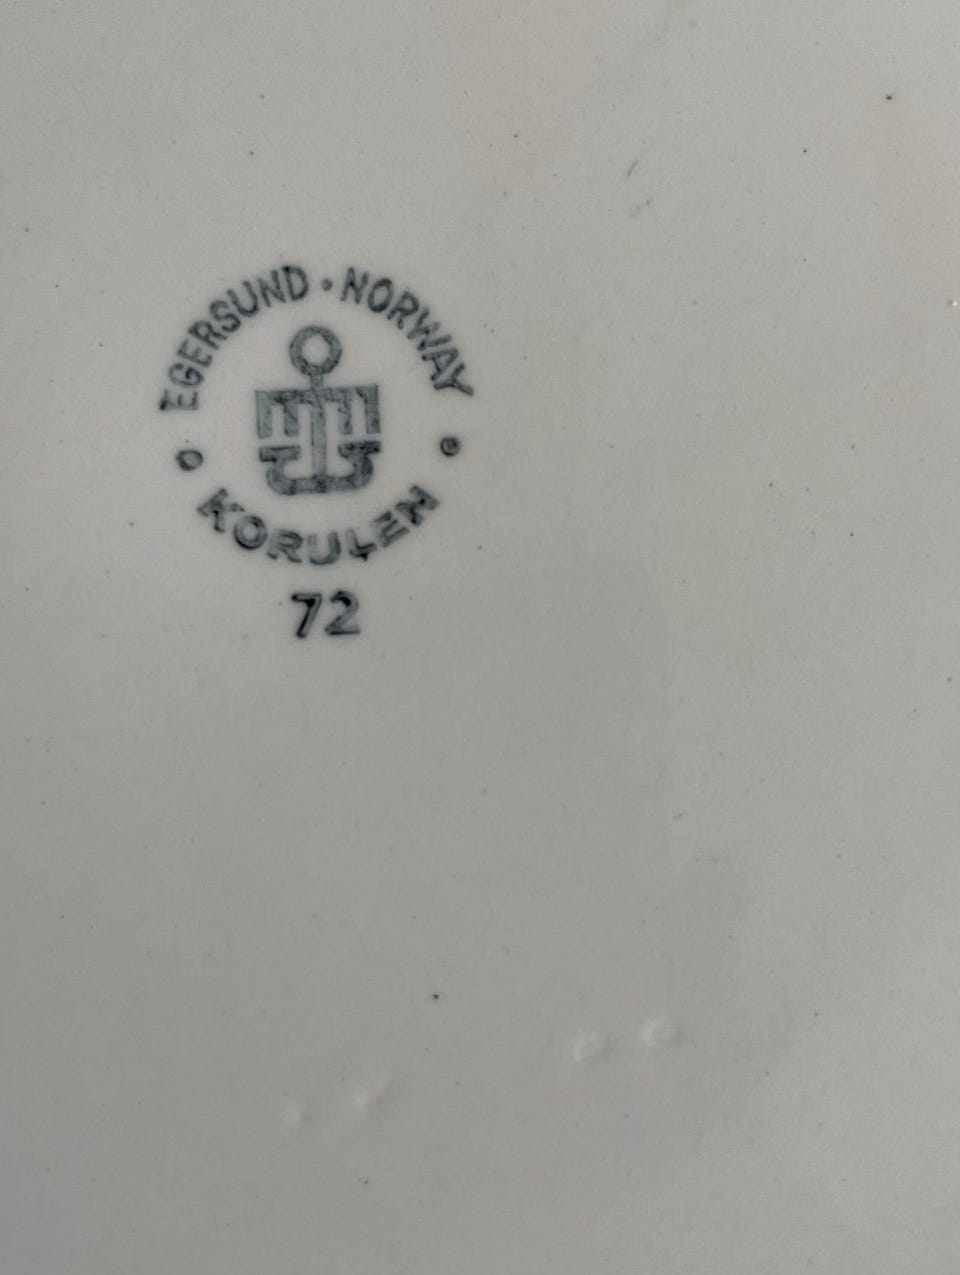 EGERSUND · NORWAY
KORULEN
72